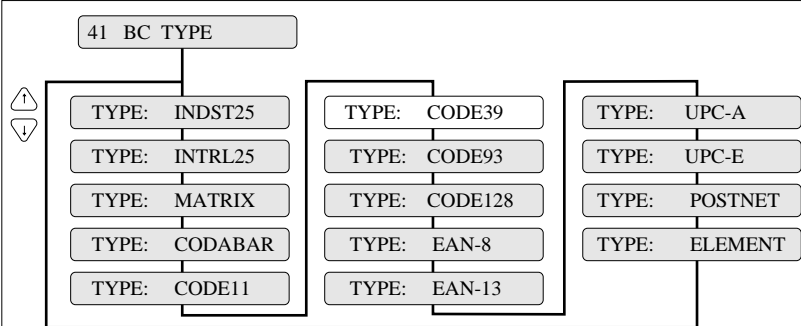 41 BC TYPE
TYPE: INDST25
TYPE: INTRL25
TYPE: MATRIX
TYPE: CODABAR
TYPE: CODE11
TYPE: CODE39
TYPE: CODE93
TYPE: CODE128
TYPE: EAN-8
TYPE: EAN-13
TYPE: UPC-A
TYPE: UPC-E
TYPE: POSTNET
TYPE: ELEMENT